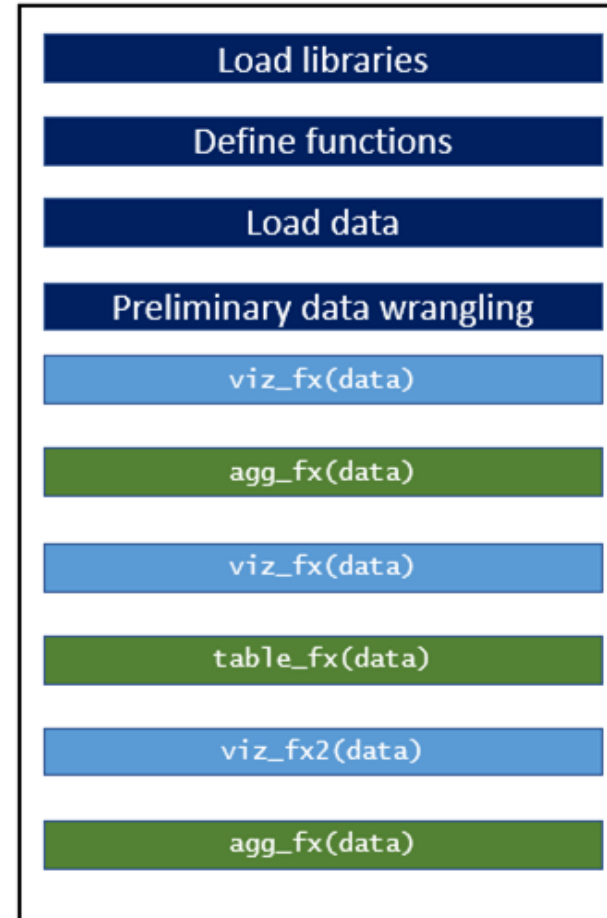 Load libraries
Define functions
Load data
Preliminary data wrangling
viz_fx(data)
agg_fx(data)
viz_fx(data)
table_fx(data)
viz_fx2(data)
agg_fx(data)